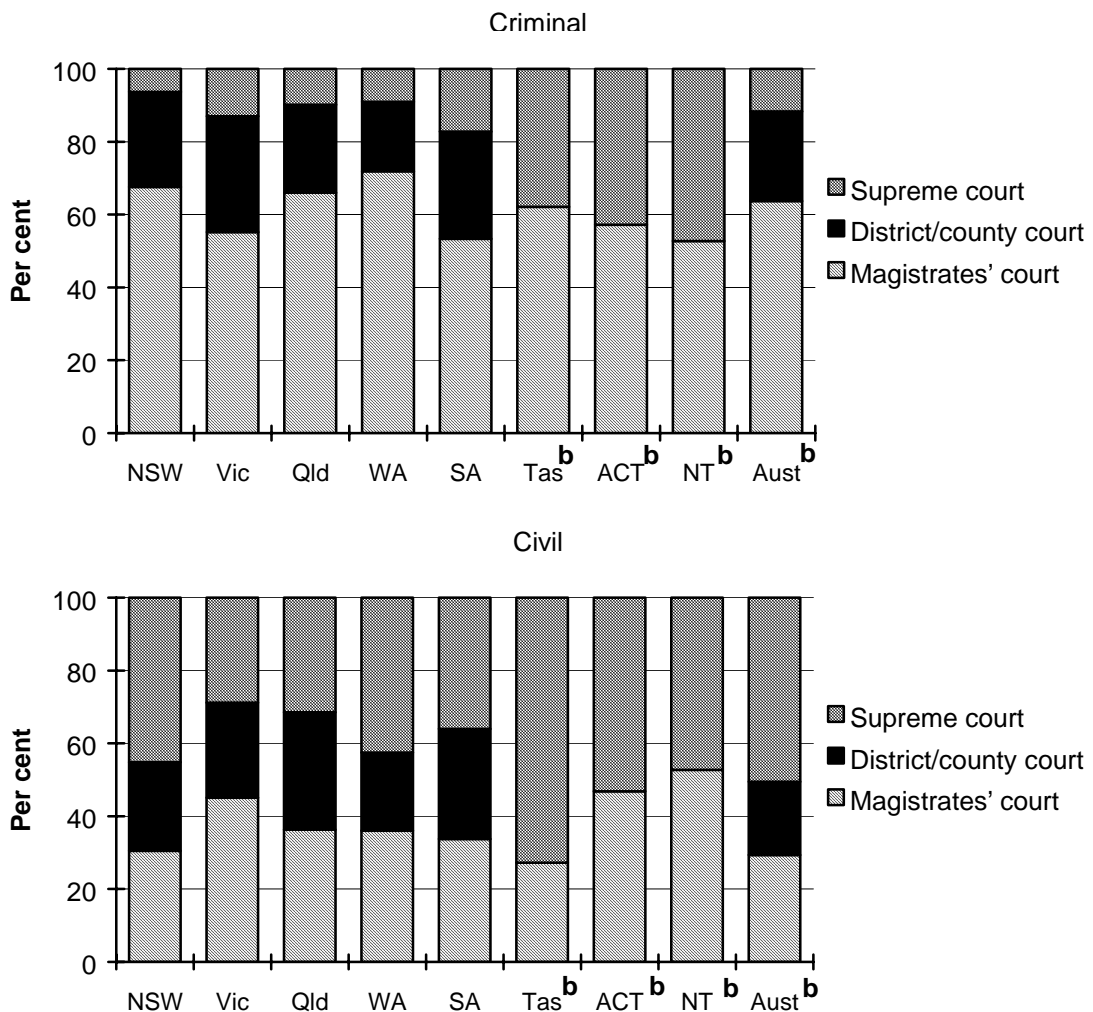 Criminal
100
80
60
40
20
0
Per cent
NSW Vic Qld WA SA Tas b ACT b NT b Aust b
Supreme court
District/county court
Magistrates' court
Civil
100
80
60
40
20
0
Per cent
NSW Vic Qld WA SA Tas b ACT b NT b Aust b
Supreme court
District/county court
Magistrates' court